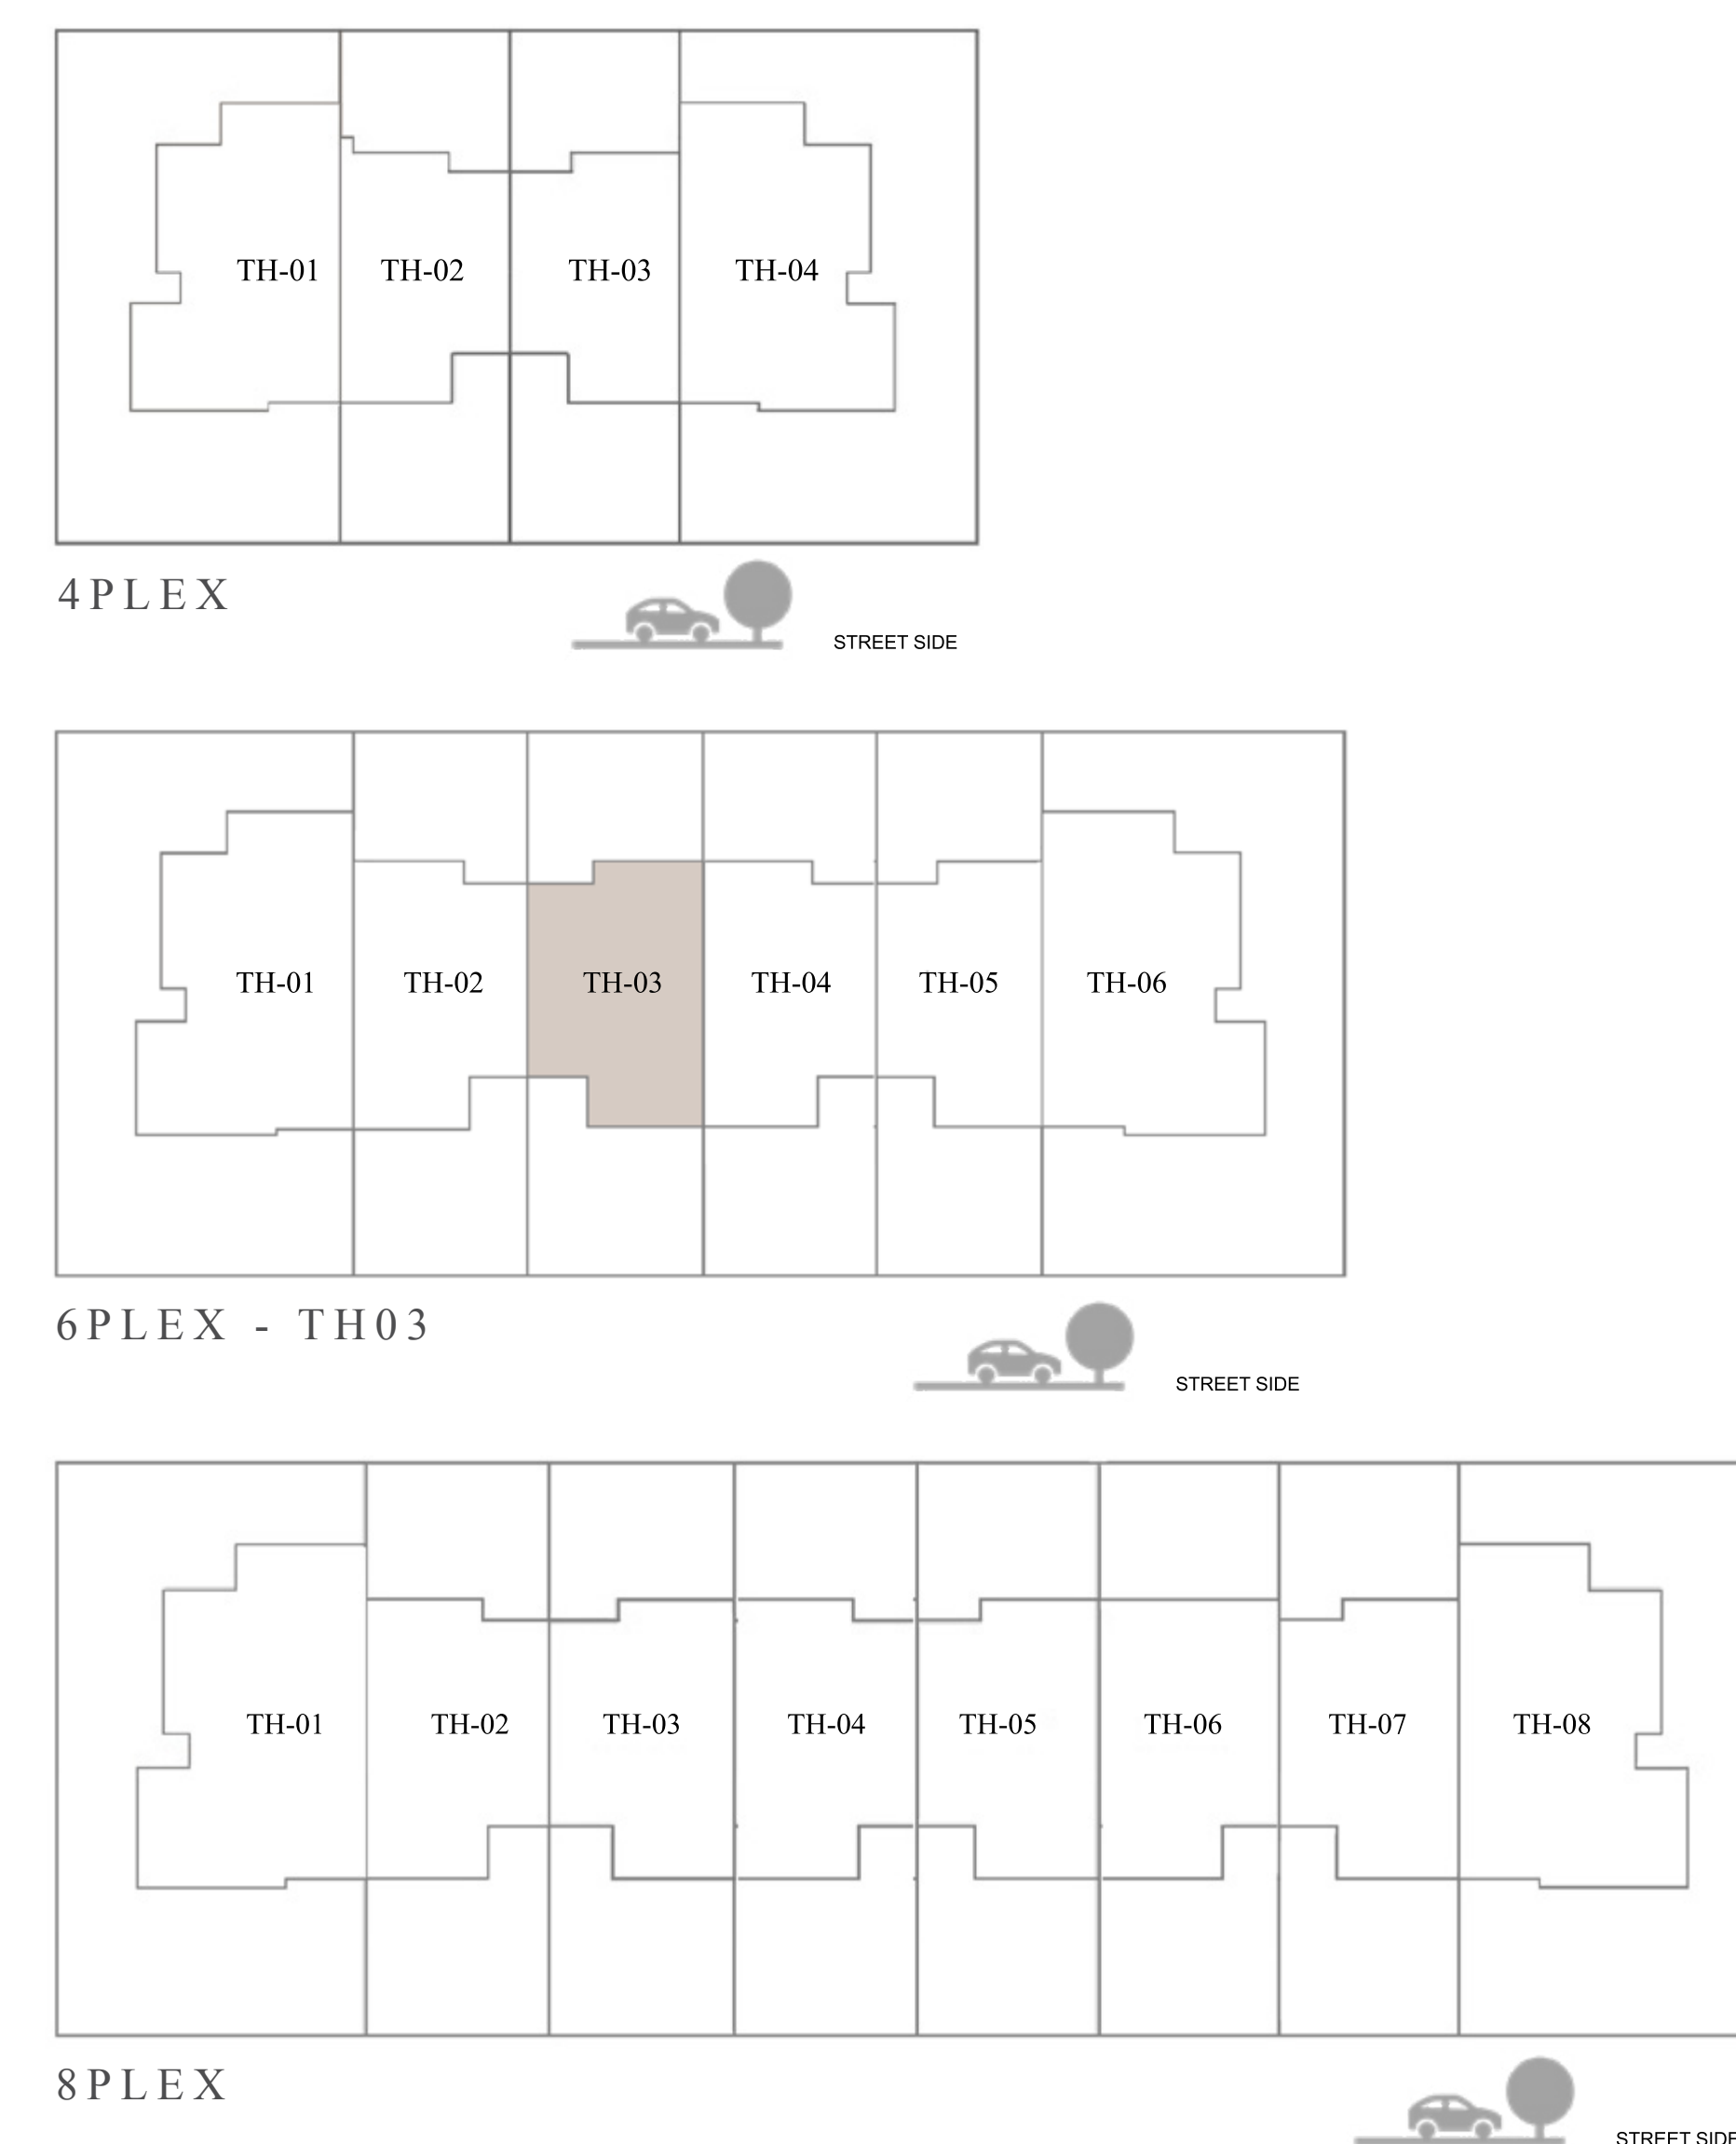 TH-01 TH-02 TH-03 TH-04
4PLEX
STREET SIDE
TH-01 TH-02 TH-03 TH-04 TH-05 TH-06
6PLEX - TH03
STREET SIDE
TH-01 TH-02 TH-03 TH-04 TH-05 TH-06 TH-07 TH-08
8PLEX
STREET SIDE